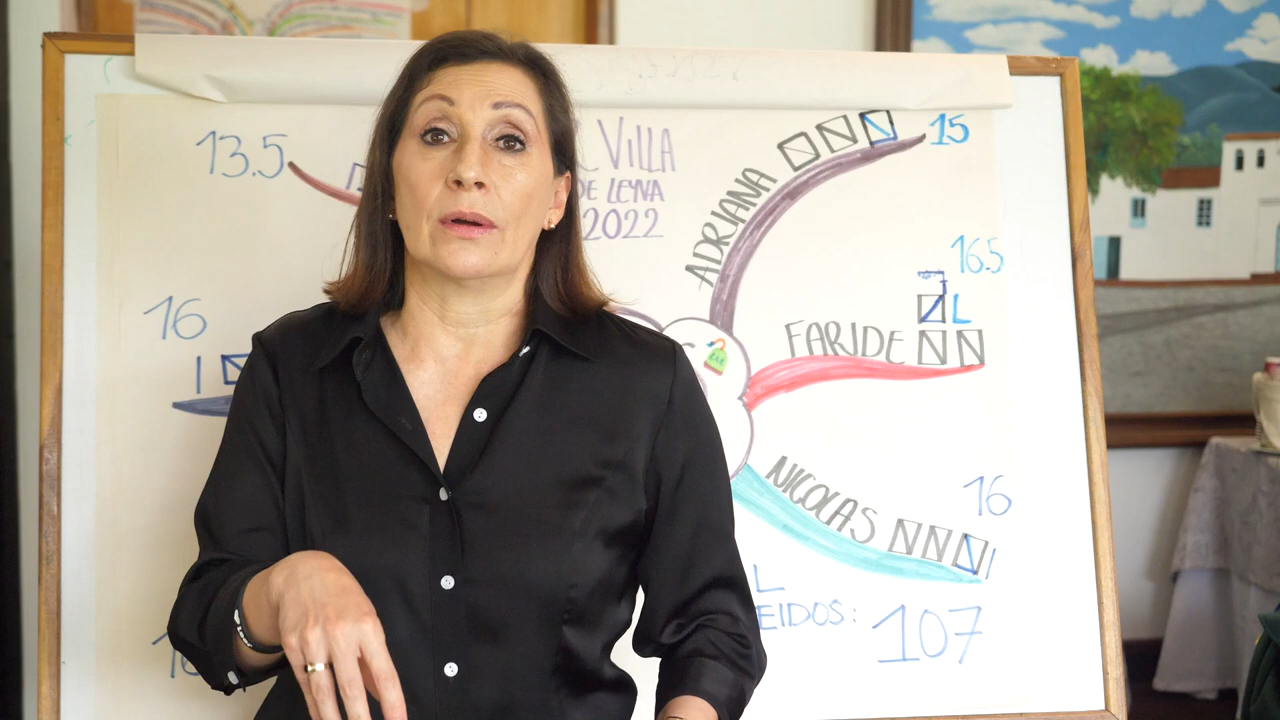 13.5
VILLA
DE LEYVA
2022
ADRIANA
15
16.5
L
FARIDE
16
NICOLAS
16
L
EIDOS: 107